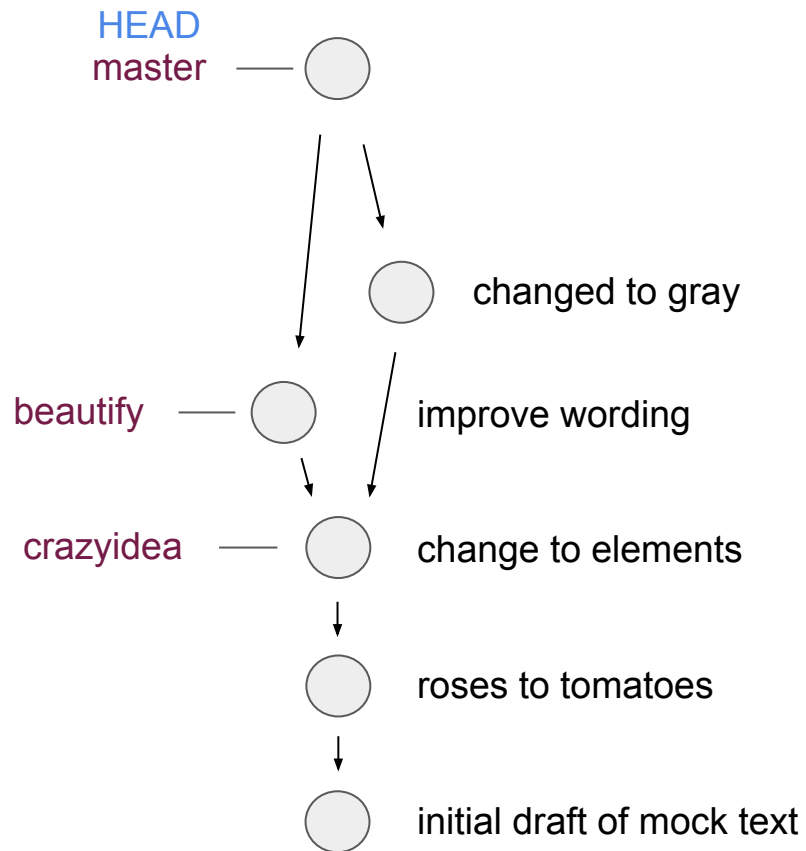 HEAD
master
changed to gray
beautify
improve wording
crazyidea
change to elements
roses to tomatoes
initial draft of mock text